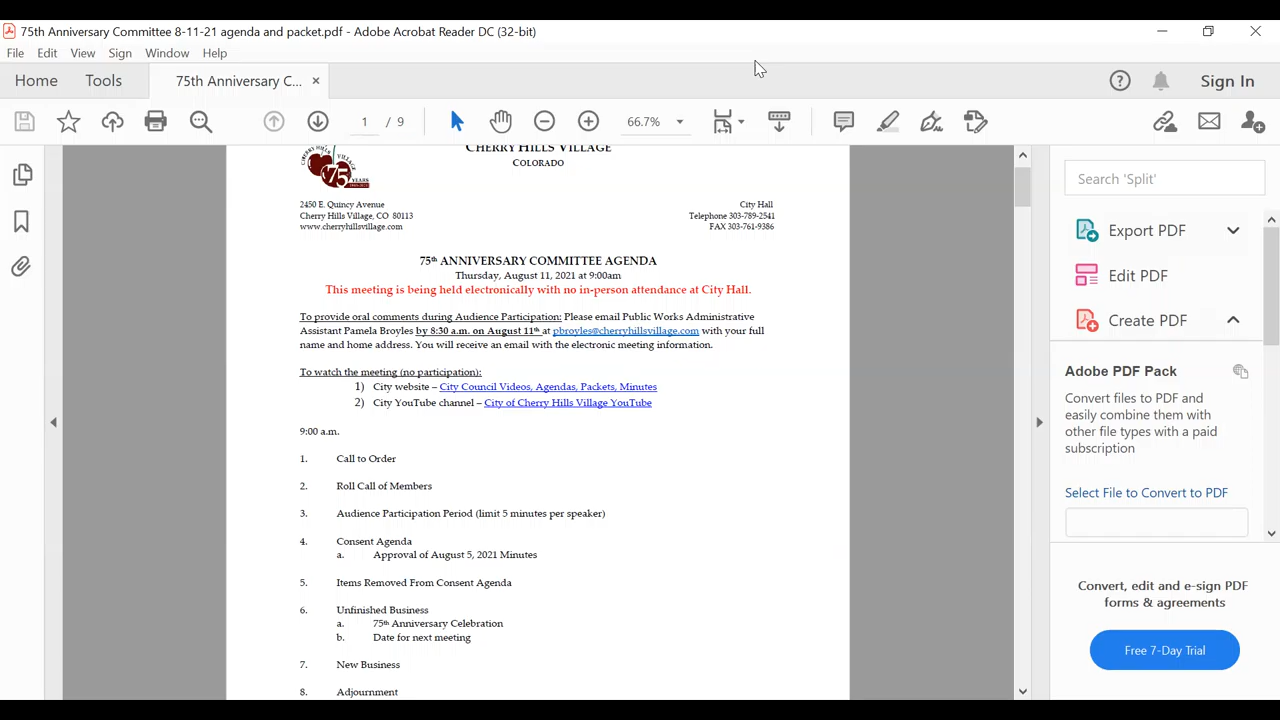 75th Anniversary Committee 8-11-21 agenda and packet.pdf - Adobe Acrobat Reader DC (32-bit)
File Edit View Sign Window Help
Home Tools 75th Anniversary C... × Sign In
1 / 9 66.7%
CHERRY HILLS VILLAGE
COLORADO
75 YEARS
2450 E. Quincy Avenue City Hall
Cherry Hills Village, CO 80113 Telephone 303-789-2541
www.cherryhillsvillage.com FAX 303-761-9386
75th ANNIVERSARY COMMITTEE AGENDA
Thursday, August 11, 2021 at 9:00am
This meeting is being held electronically with no in-person attendance at City Hall.
To provide oral comments during Audience Participation: Please email Public Works Administrative
Assistant Pamela Broyles by 8:30 a.m. on August 11th at pbroyles@cherryhillsvillage.com with your full
name and home address. You will receive an email with the electronic meeting information.
To watch the meeting (no participation):
1) City website – City Council Videos, Agendas, Packets, Minutes
2) City YouTube channel – City of Cherry Hills Village YouTube
9:00 a.m.
1. Call to Order
2. Roll Call of Members
3. Audience Participation Period (limit 5 minutes per speaker)
4. Consent Agenda
a. Approval of August 5, 2021 Minutes
5. Items Removed From Consent Agenda
6. Unfinished Business
a. 75th Anniversary Celebration
b. Date for next meeting
7. New Business
8. Adjournment
Search 'Split'
Export PDF
Edit PDF
Create PDF
Adobe PDF Pack
Convert files to PDF and
easily combine them with
other file types with a paid
subscription
Select File to Convert to PDF
Convert, edit and e-sign PDF
forms & agreements
Free 7-Day Trial